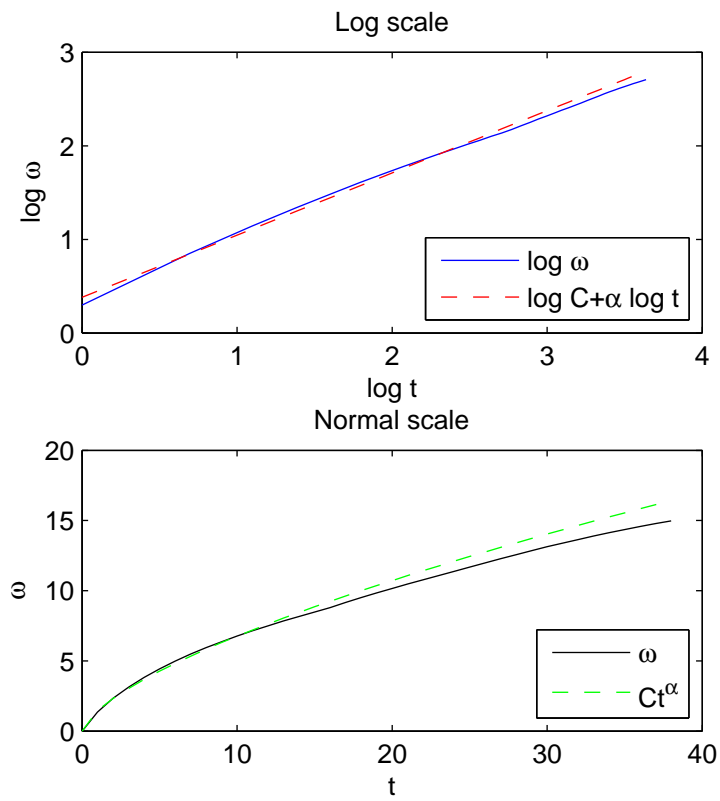 Log scale
3
2
1
0
log ω
log ω
log C+α log t
0 1 2 3 4
log t
Normal scale
20
15
10
5
0
ω
ω
Ct^α
0 10 20 30 40
t